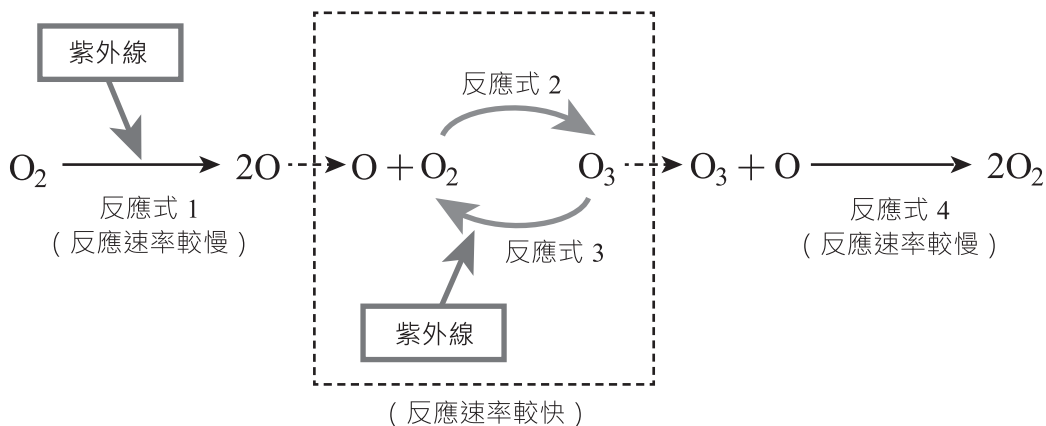 紫外線
反應式 2
O₂ 2O O + O₂ O₃ O₃ + O 2O₂
反應式 1
( 反應速率較慢 )
反應式 3
反應式 4
( 反應速率較慢 )
紫外線
( 反應速率較快 )